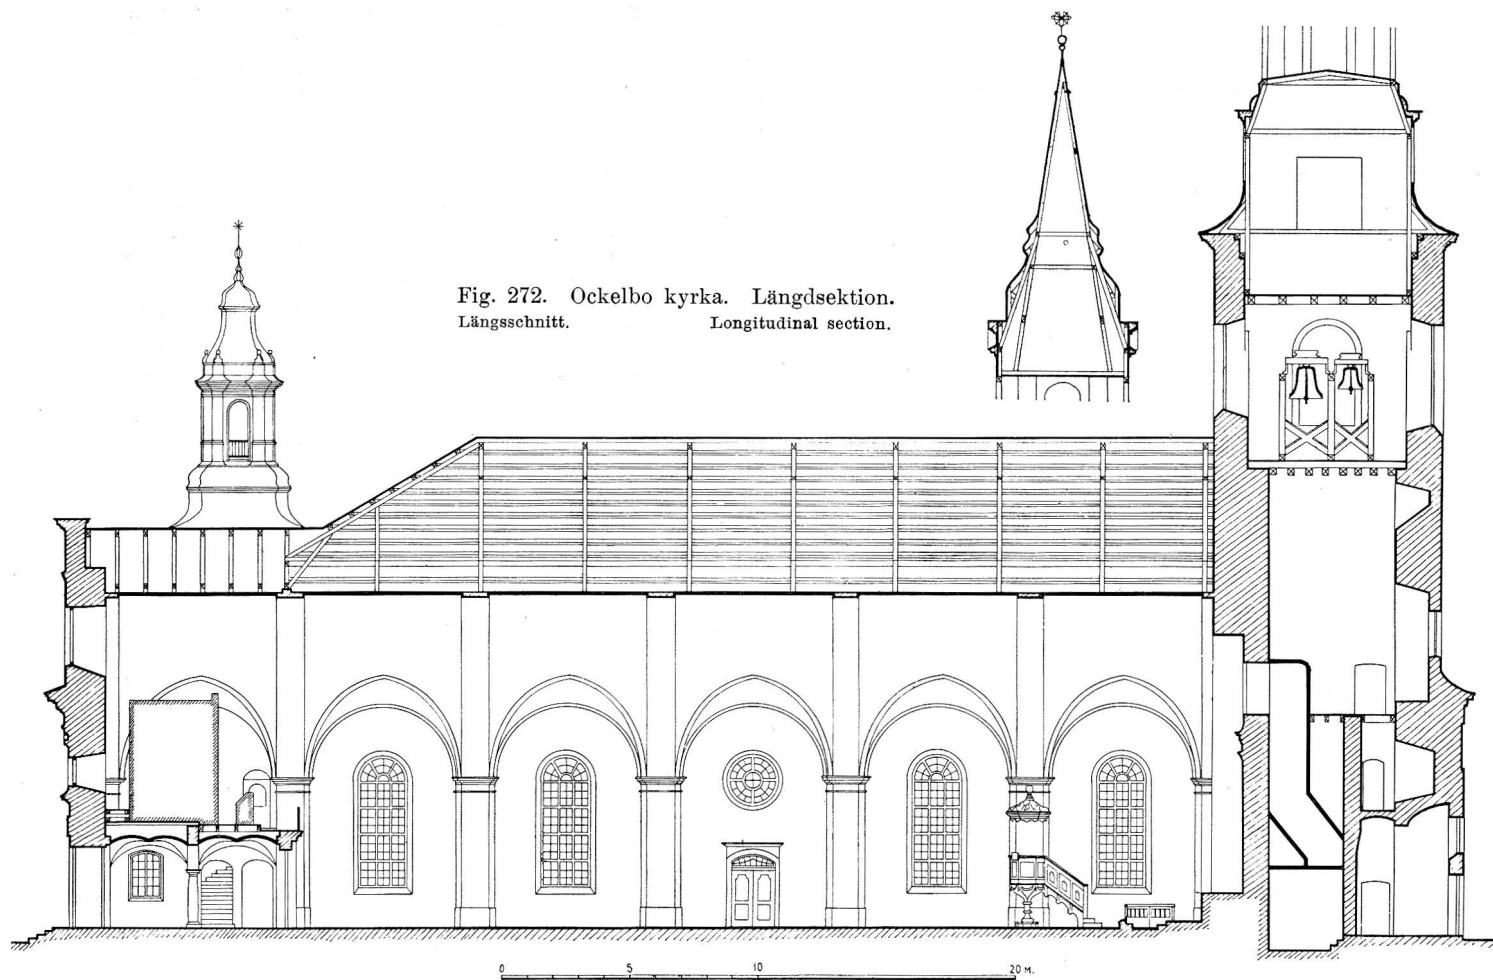 Fig. 272. Ockelbo kyrka. Längdsektion.
Längsschnitt. Longitudinal section.
0 5 10 20 M.